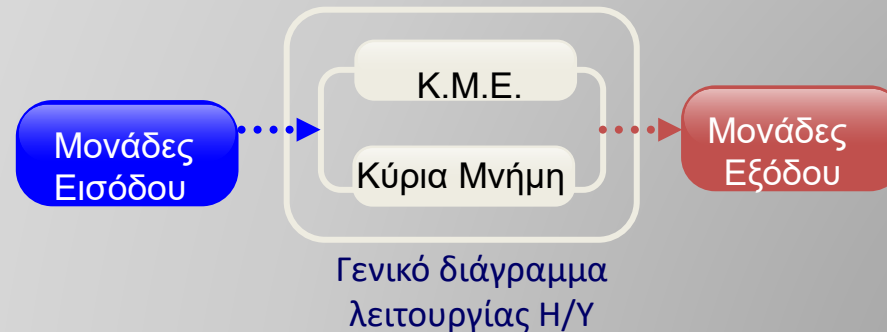 Κ.Μ.Ε.
Μονάδες
Εισόδου
Κύρια Μνήμη
Μονάδες
Εξόδου
Γενικό διάγραμμα
λειτουργίας Η/Υ